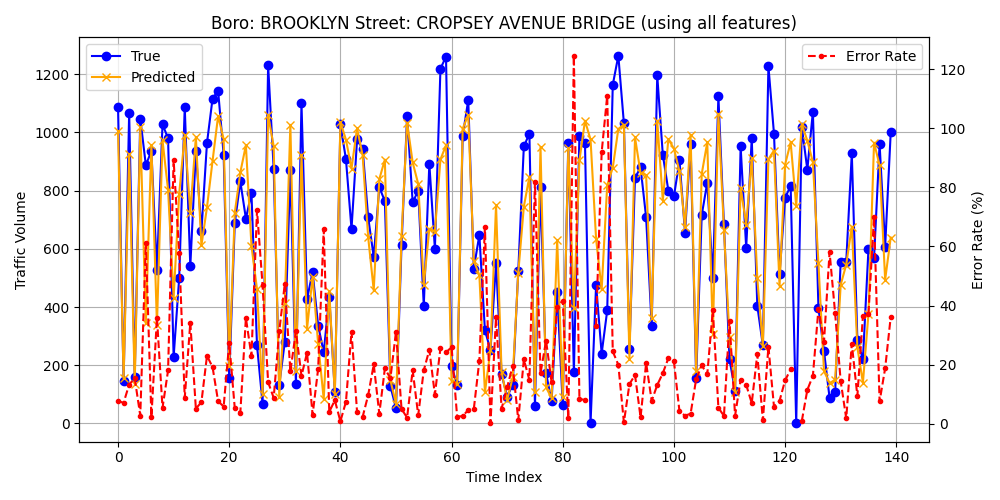 Boro: BROOKLYN Street: CROPSEY AVENUE BRIDGE (using all features)
True
Predicted
Error Rate
1200
1000
800
600
400
200
0
120
100
80
60
40
20
0
Traffic Volume
Error Rate (%)
0 20 40 60 80 100 120 140
Time Index